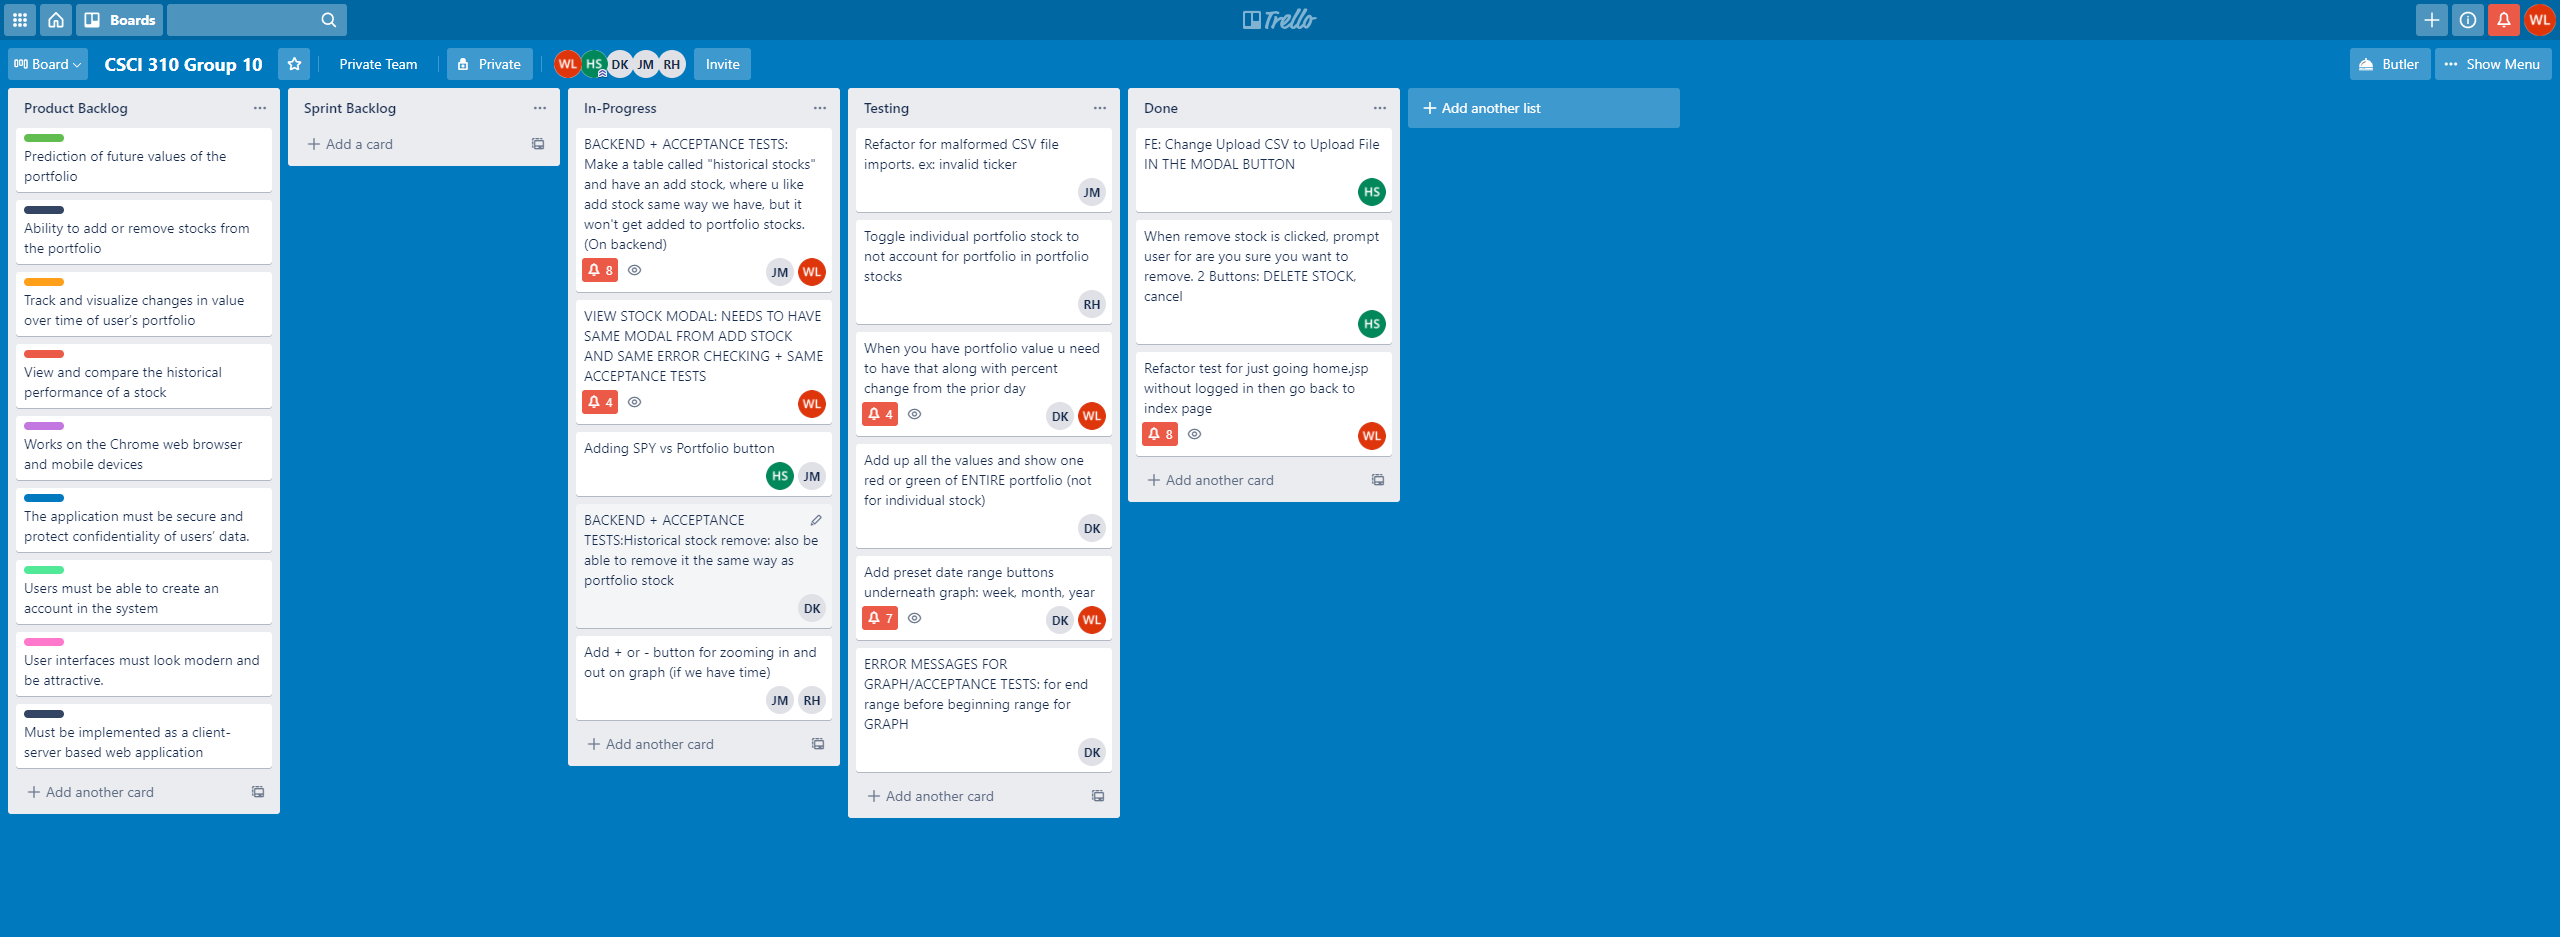 Boards
Trello
WL
Board
CSCI 310 Group 10
Private Team
Private
WL
HS
DK
JM
RH
Invite
Butler
Show Menu
Product Backlog
Prediction of future values of the
portfolio
Ability to add or remove stocks from
the portfolio
Track and visualize changes in value
over time of user’s portfolio
View and compare the historical
performance of a stock
Works on the Chrome web browser
and mobile devices
The application must be secure and
protect confidentiality of users’ data.
Users must be able to create an
account in the system
User interfaces must look modern and
be attractive.
Must be implemented as a client-
server based web application
Add another card
Sprint Backlog
Add a card
In-Progress
BACKEND + ACCEPTANCE TESTS:
Make a table called "historical stocks"
and have an add stock, where u like
add stock same way we have, but it
won't get added to portfolio stocks.
(On backend)
8
JM
WL
VIEW STOCK MODAL: NEEDS TO HAVE
SAME MODAL FROM ADD STOCK
AND SAME ERROR CHECKING + SAME
ACCEPTANCE TESTS
4
WL
Adding SPY vs Portfolio button
HS
JM
BACKEND + ACCEPTANCE
TESTS:Historical stock remove: also be
able to remove it the same way as
portfolio stock
DK
Add + or - button for zooming in and
out on graph (if we have time)
JM
RH
Add another card
Testing
Refactor for malformed CSV file
imports. ex: invalid ticker
JM
Toggle individual portfolio stock to
not account for portfolio in portfolio
stocks
RH
When you have portfolio value u need
to have that along with percent
change from the prior day
4
DK
WL
Add up all the values and show one
red or green of ENTIRE portfolio (not
for individual stock)
DK
Add preset date range buttons
underneath graph: week, month, year
7
DK
WL
ERROR MESSAGES FOR
GRAPH/ACCEPTANCE TESTS: for end
range before beginning range for
GRAPH
DK
Add another card
Done
FE: Change Upload CSV to Upload File
IN THE MODAL BUTTON
HS
When remove stock is clicked, prompt
user for are you sure you want to
remove. 2 Buttons: DELETE STOCK,
cancel
HS
Refactor test for just going home.jsp
without logged in then go back to
index page
8
WL
Add another card
Add another list